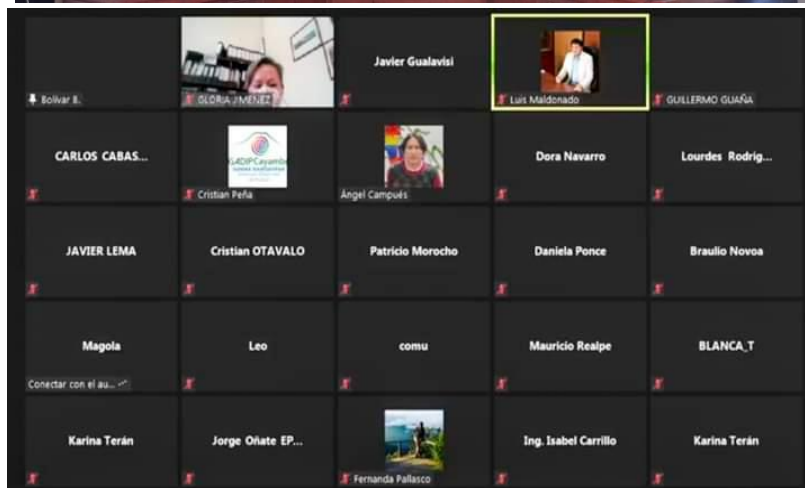 Bolívar B.
GLORIA JIMENEZ
Javier Gualavisi
Luis Maldonado
GUILLERMO GUAÑA
CARLOS CABAS...
GADIPCayambe
Cristian Peña
Ángel Campués
Dora Navarro
Lourdes Rodrig...
JAVIER LEMA
Cristian OTAVALO
Patricio Morocho
Daniela Ponce
Braulio Novoa
Magola
Conectar con el au...
Leo
comu
Mauricio Realpe
BLANCA_T
Karina Terán
Jorge Oñate EP...
Fernanda Pallasco
Ing. Isabel Carrillo
Karina Terán